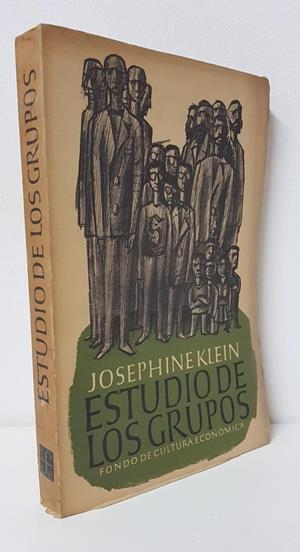 ESTUDIO DE LOS GRUPOS
JOSEPHINE KLEIN
ESTUDIO DE
LOS GRUPOS
FONDO DE CULTURA ECONÓMICA